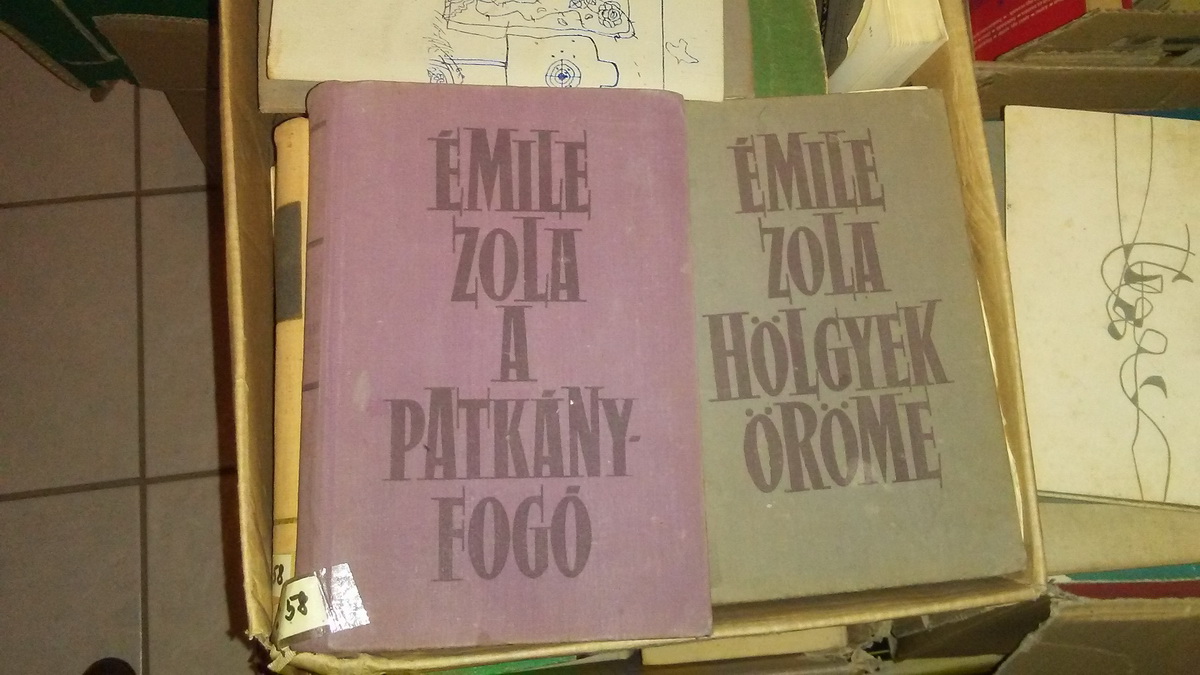 ÉMILE
ZOLA
A
PATKÁNY-
FOGÓ
58
58
ÉMILE
ZOLA
HÖLGYEK
ÖRÖME